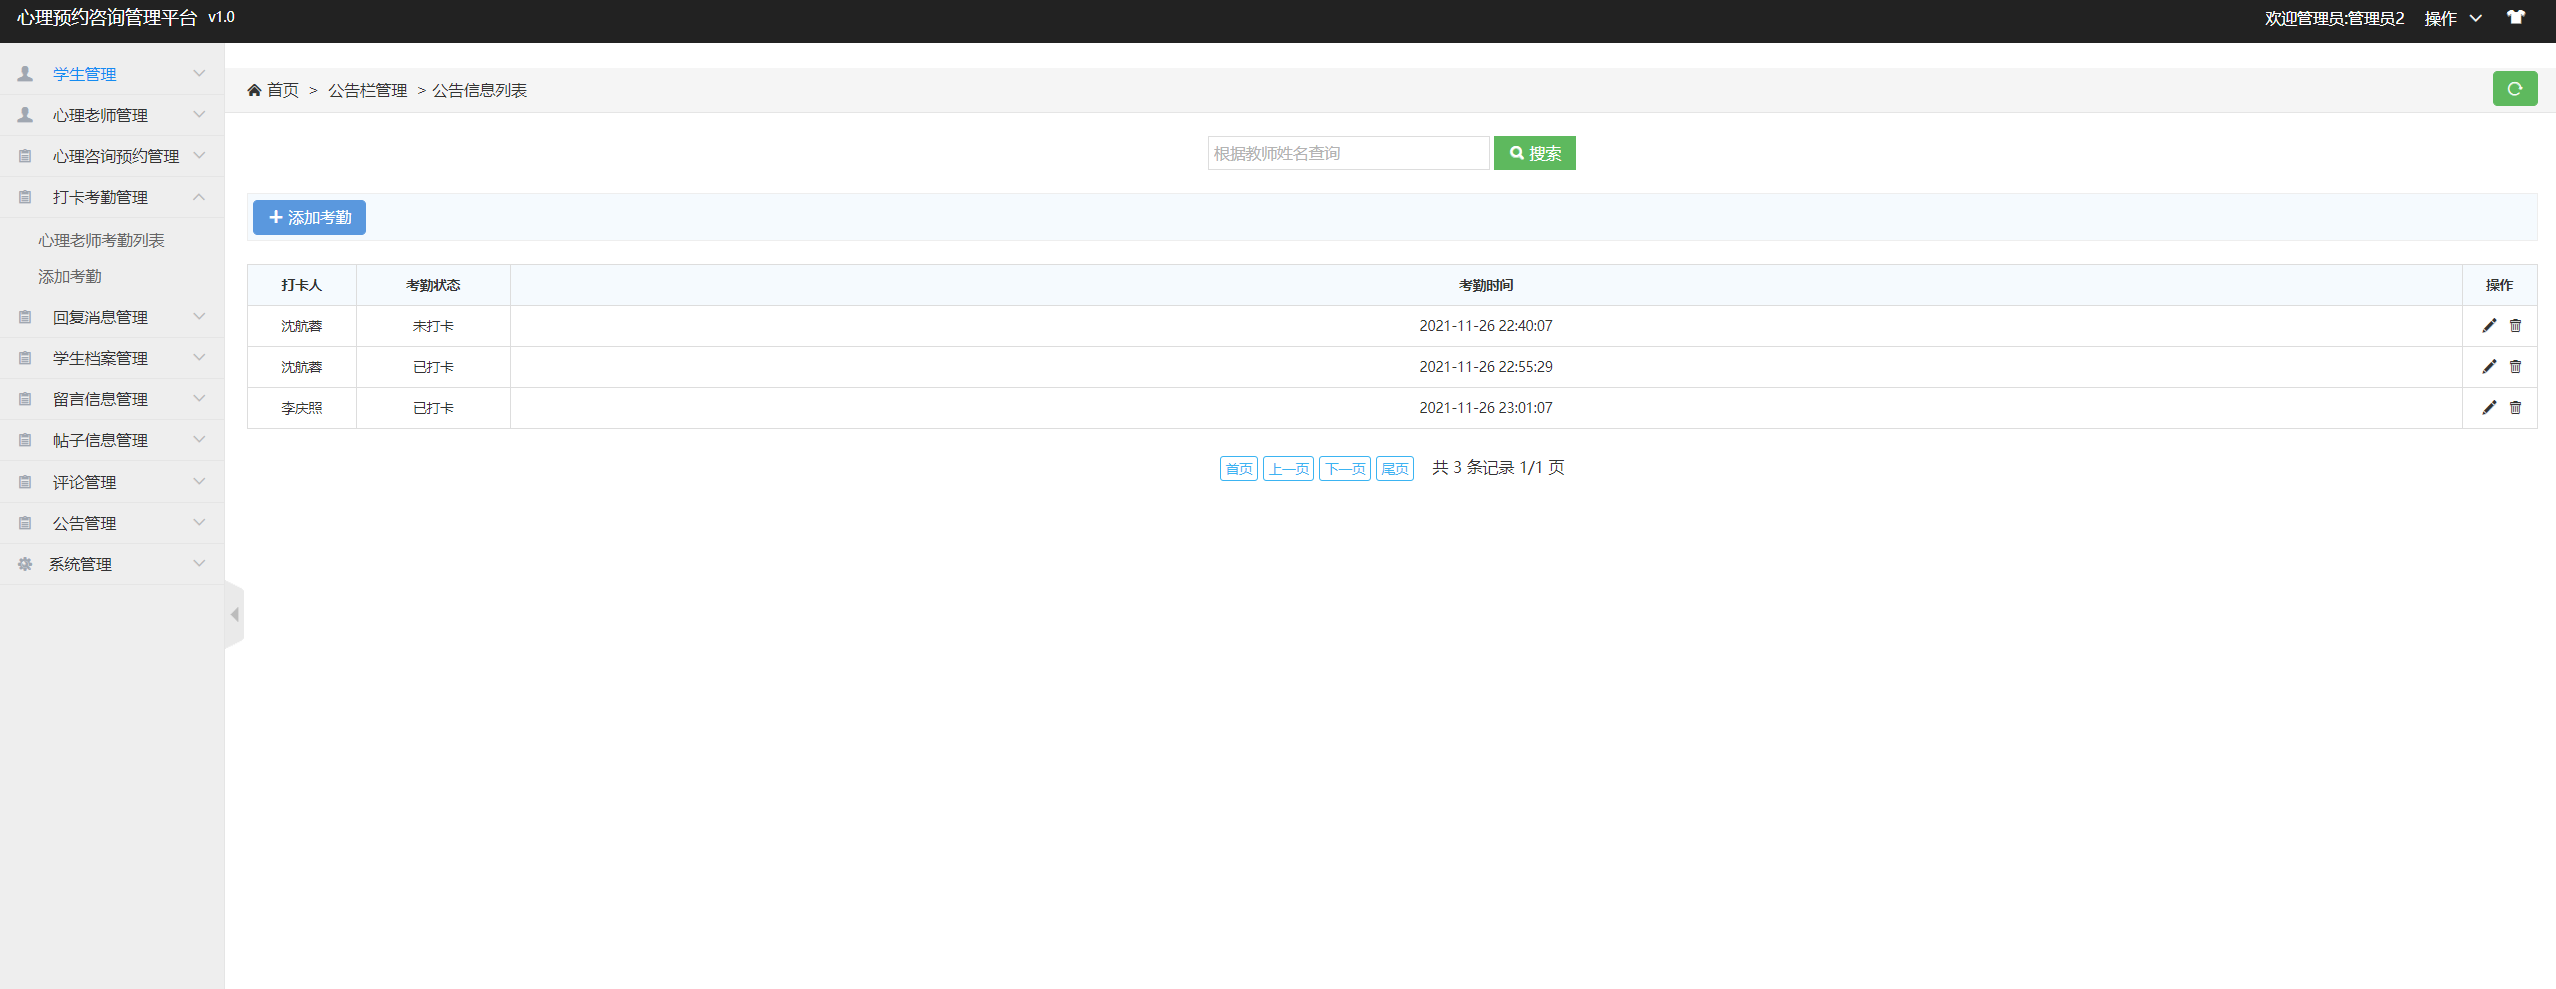 心理预约咨询管理平台 v1.0
欢迎管理员:管理员2 操作
学生管理
心理老师管理
心理咨询预约管理
打卡考勤管理
心理老师考勤列表
添加考勤
回复消息管理
学生档案管理
留言信息管理
帖子信息管理
评论管理
公告管理
系统管理
首页 > 公告栏管理 > 公告信息列表
根据教师姓名查询 搜索
添加考勤
打卡人 考勤状态 考勤时间 操作
沈航蓉 未打卡 2021-11-26 22:40:07
沈航蓉 已打卡 2021-11-26 22:55:29
李庆照 已打卡 2021-11-26 23:01:07
首页 上一页 下一页 尾页 共 3 条记录 1/1 页